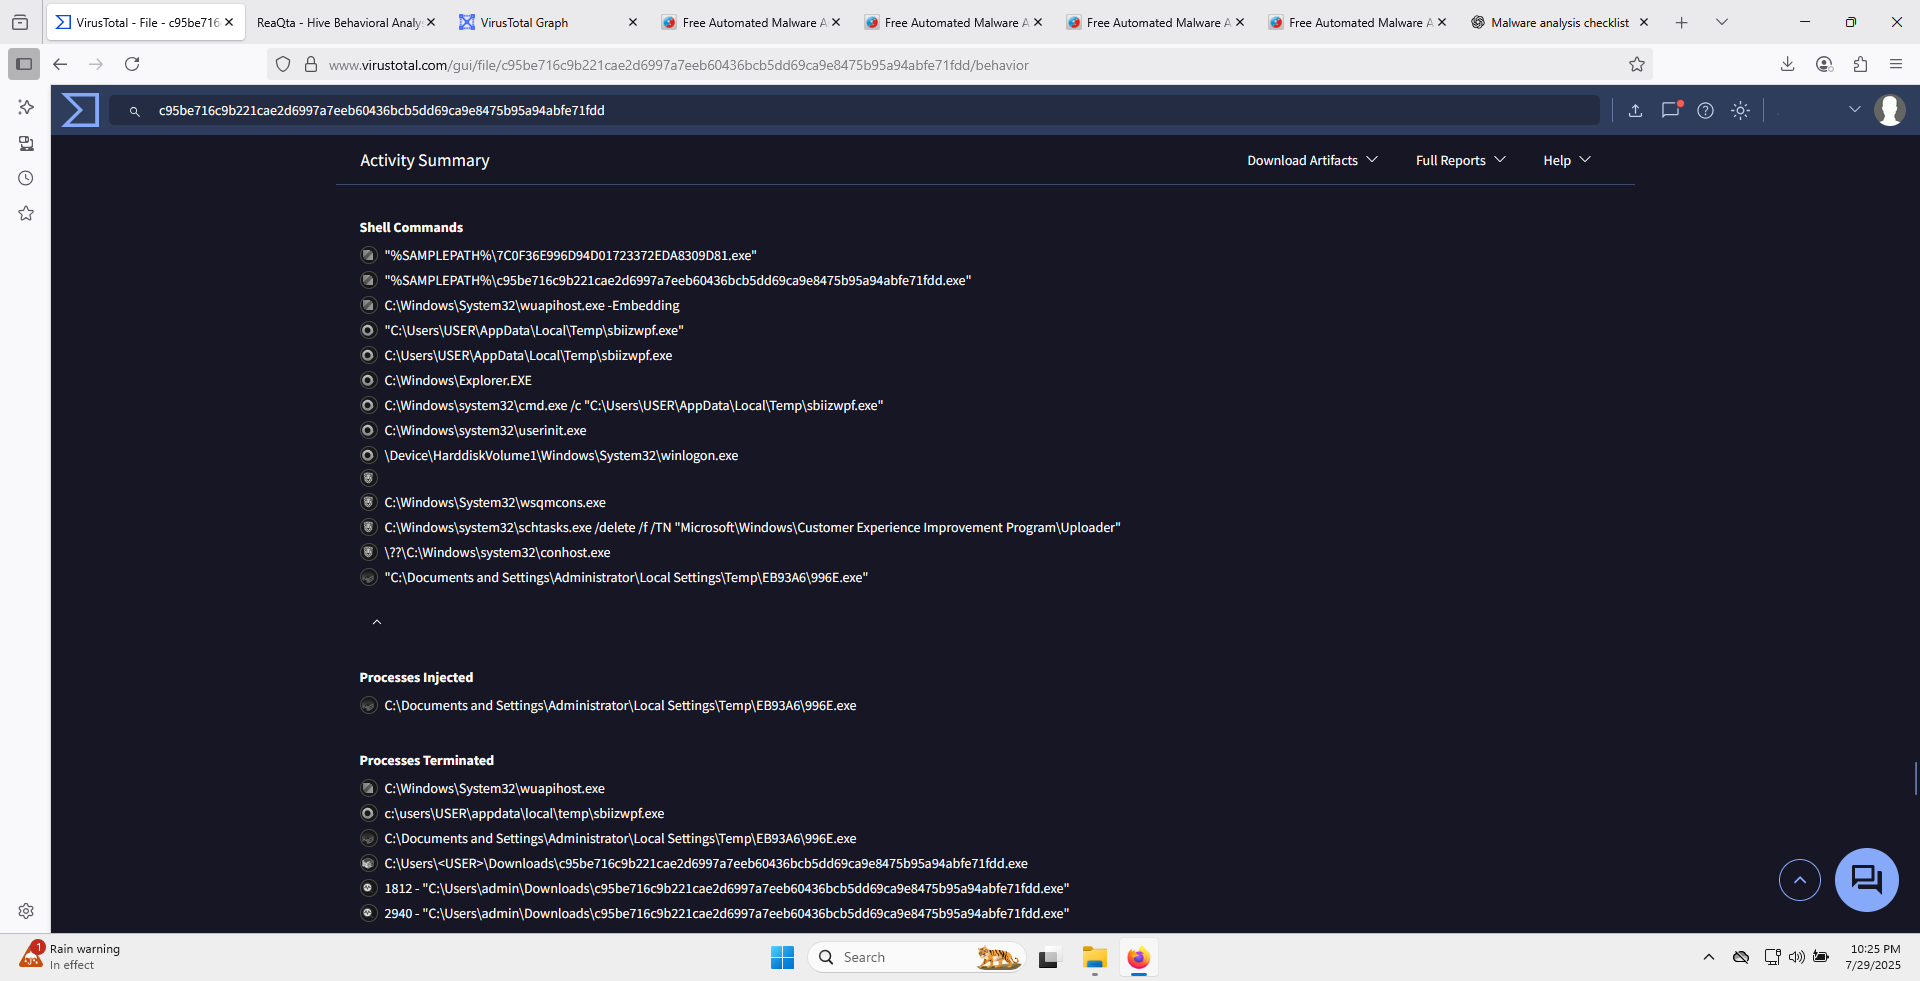 VirusTotal - File - c95be716
ReaQta - Hive Behavioral Analys
VirusTotal Graph
Free Automated Malware A
Free Automated Malware A
Free Automated Malware A
Free Automated Malware A
Malware analysis checklist
www.virustotal.com/gui/file/c95be716c9b221cae2d6997a7eeb60436bcb5dd69ca9e8475b95a94abfe71fdd/behavior
c95be716c9b221cae2d6997a7eeb60436bcb5dd69ca9e8475b95a94abfe71fdd
Activity Summary
Download Artifacts
Full Reports
Help
Shell Commands
"%SAMPLEPATH%\7C0F36E996D94D01723372EDA8309D81.exe"
"%SAMPLEPATH%\c95be716c9b221cae2d6997a7eeb60436bcb5dd69ca9e8475b95a94abfe71fdd.exe"
C:\Windows\System32\wuapihost.exe -Embedding
"C:\Users\USER\AppData\Local\Temp\sbiizwpf.exe"
C:\Users\USER\AppData\Local\Temp\sbiizwpf.exe
C:\Windows\Explorer.EXE
C:\Windows\system32\cmd.exe /c "C:\Users\USER\AppData\Local\Temp\sbiizwpf.exe"
C:\Windows\system32\userinit.exe
\Device\HarddiskVolume1\Windows\System32\winlogon.exe
C:\Windows\System32\wsqmcons.exe
C:\Windows\system32\schtasks.exe /delete /f /TN "Microsoft\Windows\Customer Experience Improvement Program\Uploader"
\??\C:\Windows\system32\conhost.exe
"C:\Documents and Settings\Administrator\Local Settings\Temp\EB93A6\996E.exe"
Processes Injected
C:\Documents and Settings\Administrator\Local Settings\Temp\EB93A6\996E.exe
Processes Terminated
C:\Windows\System32\wuapihost.exe
c:\users\USER\appdata\local\temp\sbiizwpf.exe
C:\Documents and Settings\Administrator\Local Settings\Temp\EB93A6\996E.exe
C:\Users\<USER>\Downloads\c95be716c9b221cae2d6997a7eeb60436bcb5dd69ca9e8475b95a94abfe71fdd.exe
1812 - "C:\Users\admin\Downloads\c95be716c9b221cae2d6997a7eeb60436bcb5dd69ca9e8475b95a94abfe71fdd.exe"
2940 - "C:\Users\admin\Downloads\c95be716c9b221cae2d6997a7eeb60436bcb5dd69ca9e8475b95a94abfe71fdd.exe"
1
Rain warning
In effect
Search
10:25 PM
7/29/2025